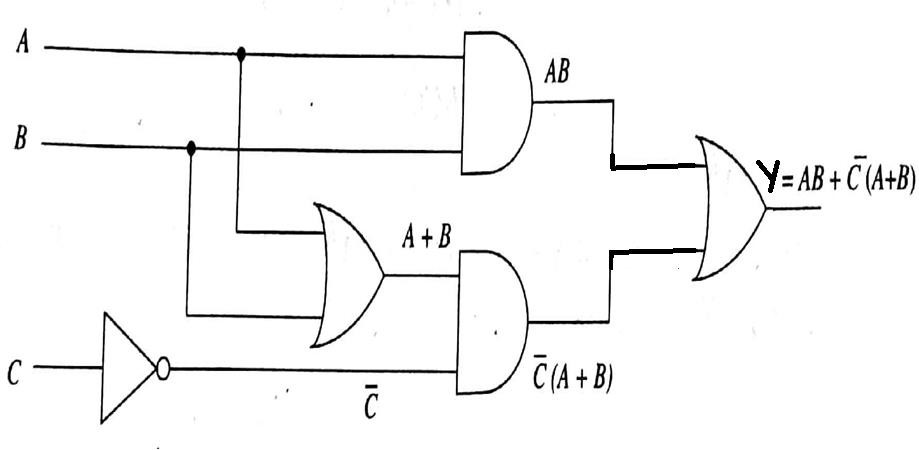 A
AB
B
Y = AB + C̅ (A+B)
A + B
C
C̅ (A + B)
C̅